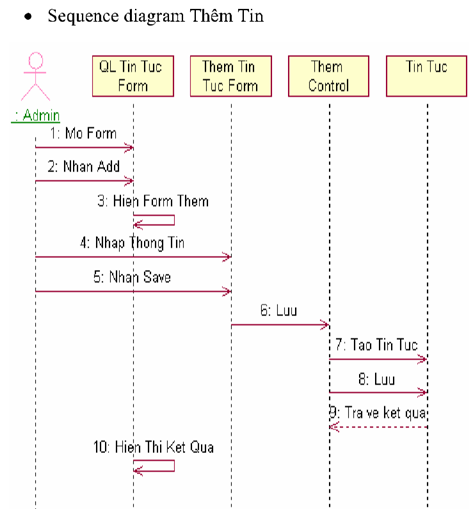 • Sequence diagram Thêm Tin
QL Tin Tuc
Form
Them Tin
Tuc Form
Them
Control
Tin Tuc
: Admin
1: Mo Form
2: Nhan Add
3: Hien Form Them
4: Nhap Thong Tin
5: Nhan Save
6: Luu
7: Tao Tin Tuc
8: Luu
9: Tra ve ket qua
10: Hien Thi Ket Qua